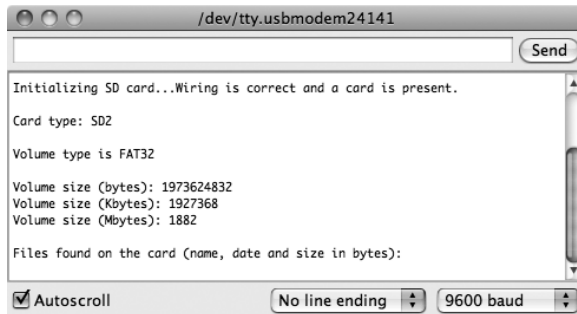 /dev/tty.usbmodem24141
Send
Initializing SD card...Wiring is correct and a card is present.
Card type: SD2
Volume type is FAT32
Volume size (bytes): 1973624832
Volume size (Kbytes): 1927368
Volume size (Mbytes): 1882
Files found on the card (name, date and size in bytes):
Autoscroll
No line ending
9600 baud